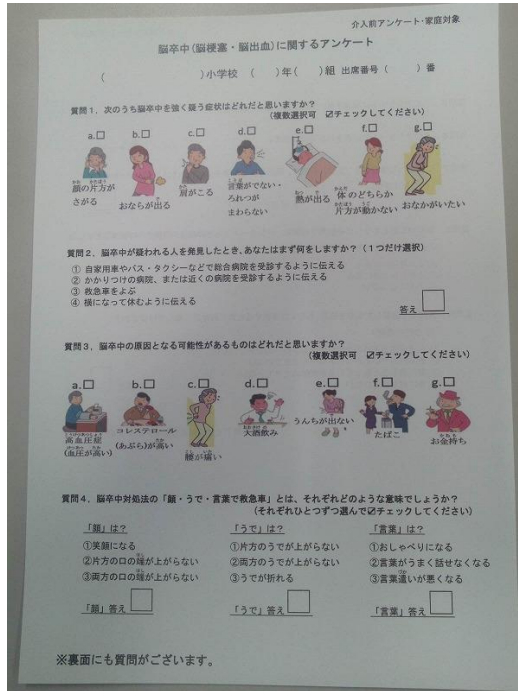 介入前アンケート・家庭対象
脳卒中(脳梗塞・脳出血)に関するアンケート
(　　　　　)小学校　(　　)年(　　)組　出席番号(　　)番
質問1．次のうち脳卒中を強く疑う症状はどれだと思いますか？
(複数選択可　☑チェックしてください)
a.□　b.□　c.□　d.□　e.□　f.□　g.□
顔の片方がさがる
おならが出る
肩がこる
言葉がでない・ろれつがまわらない
熱が出る
体のどちらか片方が動かない
おなかがいたい
質問2．脳卒中が疑われる人を発見したとき、あなたはまず何をしますか？(1つだけ選択)
① 自家用車やバス・タクシーなどで総合病院を受診するように伝える
② かかりつけの病院、または近くの病院を受診するように伝える
③ 救急車をよぶ
④ 横になって休むように伝える
答え □
質問3．脳卒中の原因となる可能性があるものはどれだと思いますか？
(複数選択可　☑チェックしてください)
a.□　b.□　c.□　d.□　e.□　f.□　g.□
高血圧症
(血圧が高い)
コレステロール
(あぶら)が高い
腰が痛い
大酒飲み
うんちが出ない
たばこ
お金持ち
質問4．脳卒中対処法の「顔・うで・言葉で救急車」とは、それぞれどのような意味でしょうか？
(それぞれひとつずつ選んで☑チェックしてください)
「顔」は？　「うで」は？　「言葉」は？
①笑顔になる　①片方のうでが上がらない　①おしゃべりになる
②片方の口の端が上がらない　②両方のうでが上がらない　②言葉がうまく話せなくなる
③両方の口の端が上がらない　③うでが折れる　③言葉遣いが悪くなる
「顔」答え □　「うで」答え □　「言葉」答え □
※裏面にも質問がございます。